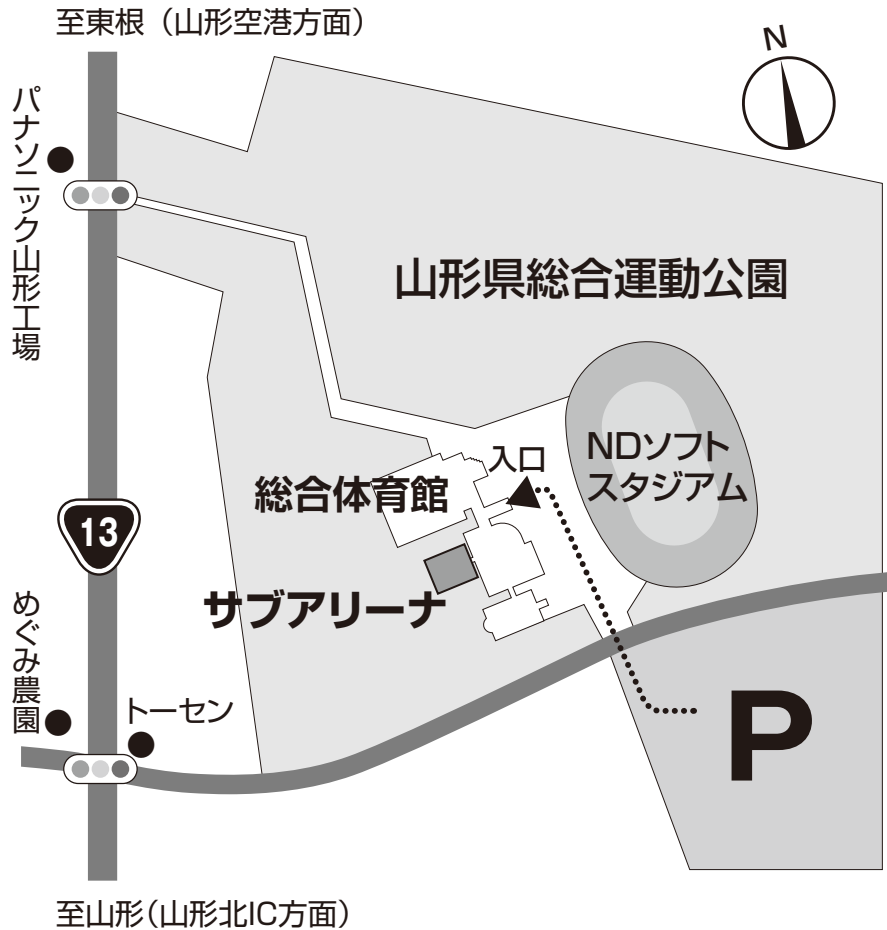 至東根（山形空港方面）
N
パナソニック山形工場
山形県総合運動公園
NDソフト
スタジアム
入口
総合体育館
13
サブアリーナ
めぐみ農園
トーセン
P
至山形（山形北IC方面）